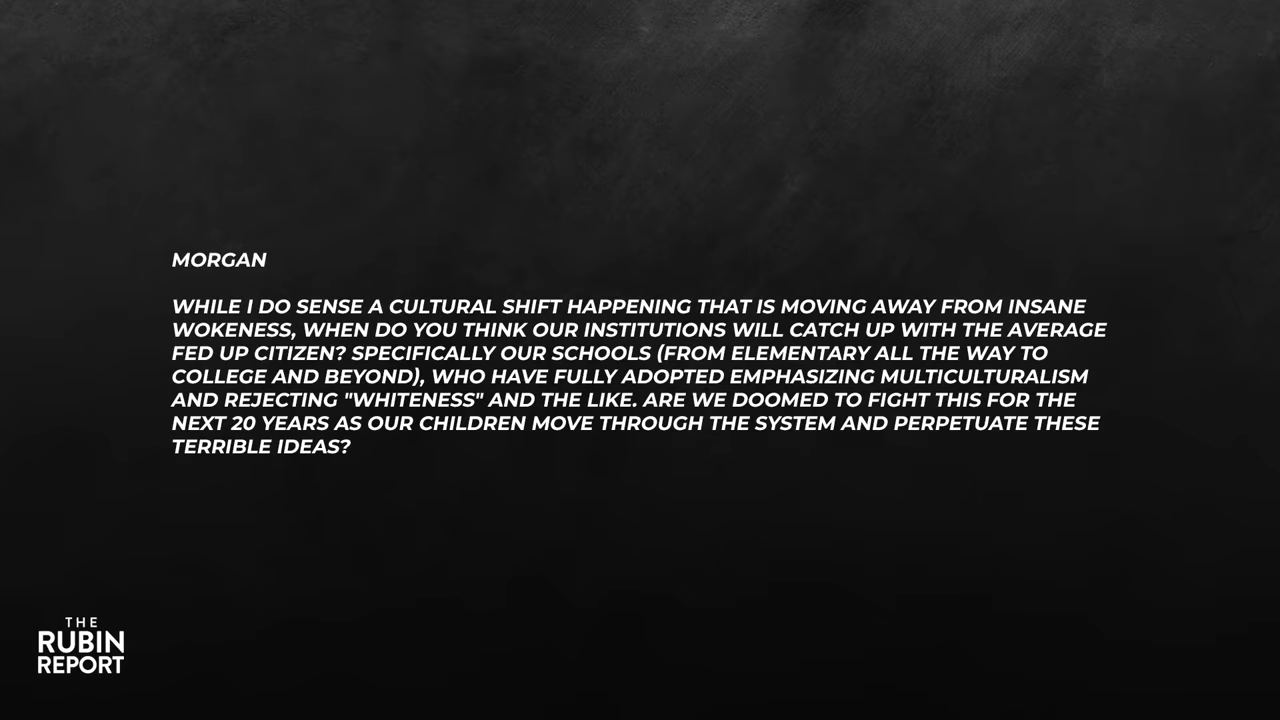 MORGAN
WHILE I DO SENSE A CULTURAL SHIFT HAPPENING THAT IS MOVING AWAY FROM INSANE
WOKENESS, WHEN DO YOU THINK OUR INSTITUTIONS WILL CATCH UP WITH THE AVERAGE
FED UP CITIZEN? SPECIFICALLY OUR SCHOOLS (FROM ELEMENTARY ALL THE WAY TO
COLLEGE AND BEYOND), WHO HAVE FULLY ADOPTED EMPHASIZING MULTICULTURALISM
AND REJECTING "WHITENESS" AND THE LIKE. ARE WE DOOMED TO FIGHT THIS FOR THE
NEXT 20 YEARS AS OUR CHILDREN MOVE THROUGH THE SYSTEM AND PERPETUATE THESE
TERRIBLE IDEAS?
THE
RUBIN
REPORT